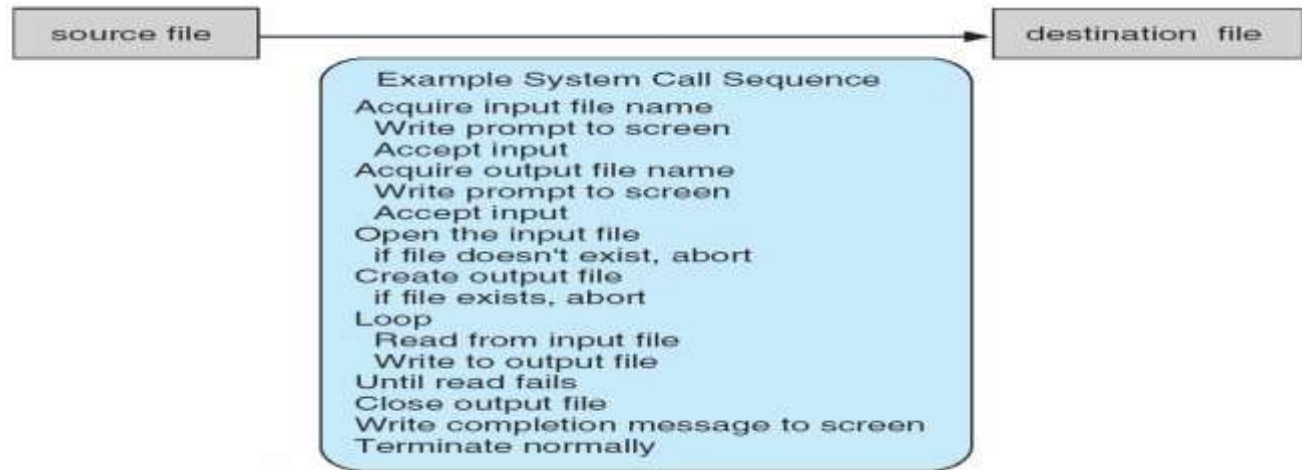 source file
destination file
Example System Call Sequence
Acquire input file name
Write prompt to screen
Accept input
Acquire output file name
Write prompt to screen
Accept input
Open the input file
if file doesn't exist, abort
Create output file
if file exists, abort
Loop
Read from input file
Write to output file
Until read fails
Close output file
Write completion message to screen
Terminate normally